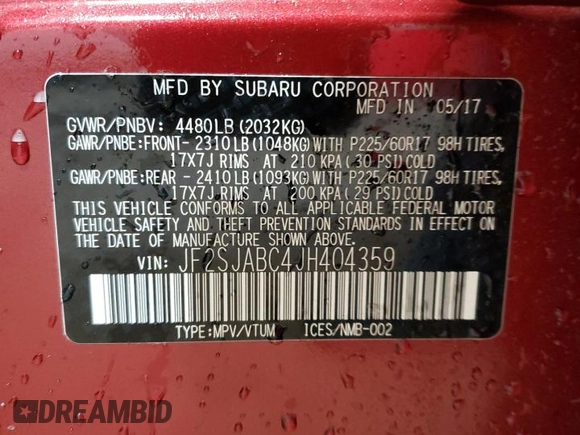 MFD BY SUBARU CORPORATION
MFD IN 05/17
GVWR/PNBV: 4480LB(2032KG)
GAWR/PNBE:FRONT- 2310LB(1048KG)WITH P225/60R17 98H TIRES,
17X7J RIMS AT 210 KPA(30 PSI)COLD
GAWR/PNBE:REAR - 2410LB(1093KG)WITH P225/60R17 98H TIRES,
17X7J RIMS AT 200 KPA(29 PSI)COLD
THIS VEHICLE CONFORMS TO ALL APPLICABLE FEDERAL MOTOR
VEHICLE SAFETY AND THEFT PREVENTION STANDARDS IN EFFECT ON
THE DATE OF MANUFACTURE SHOWN ABOVE.
VIN: JF2SJABC4JH404359
TYPE:MPV/VTUM ICES/NMB-002
DREAMBID